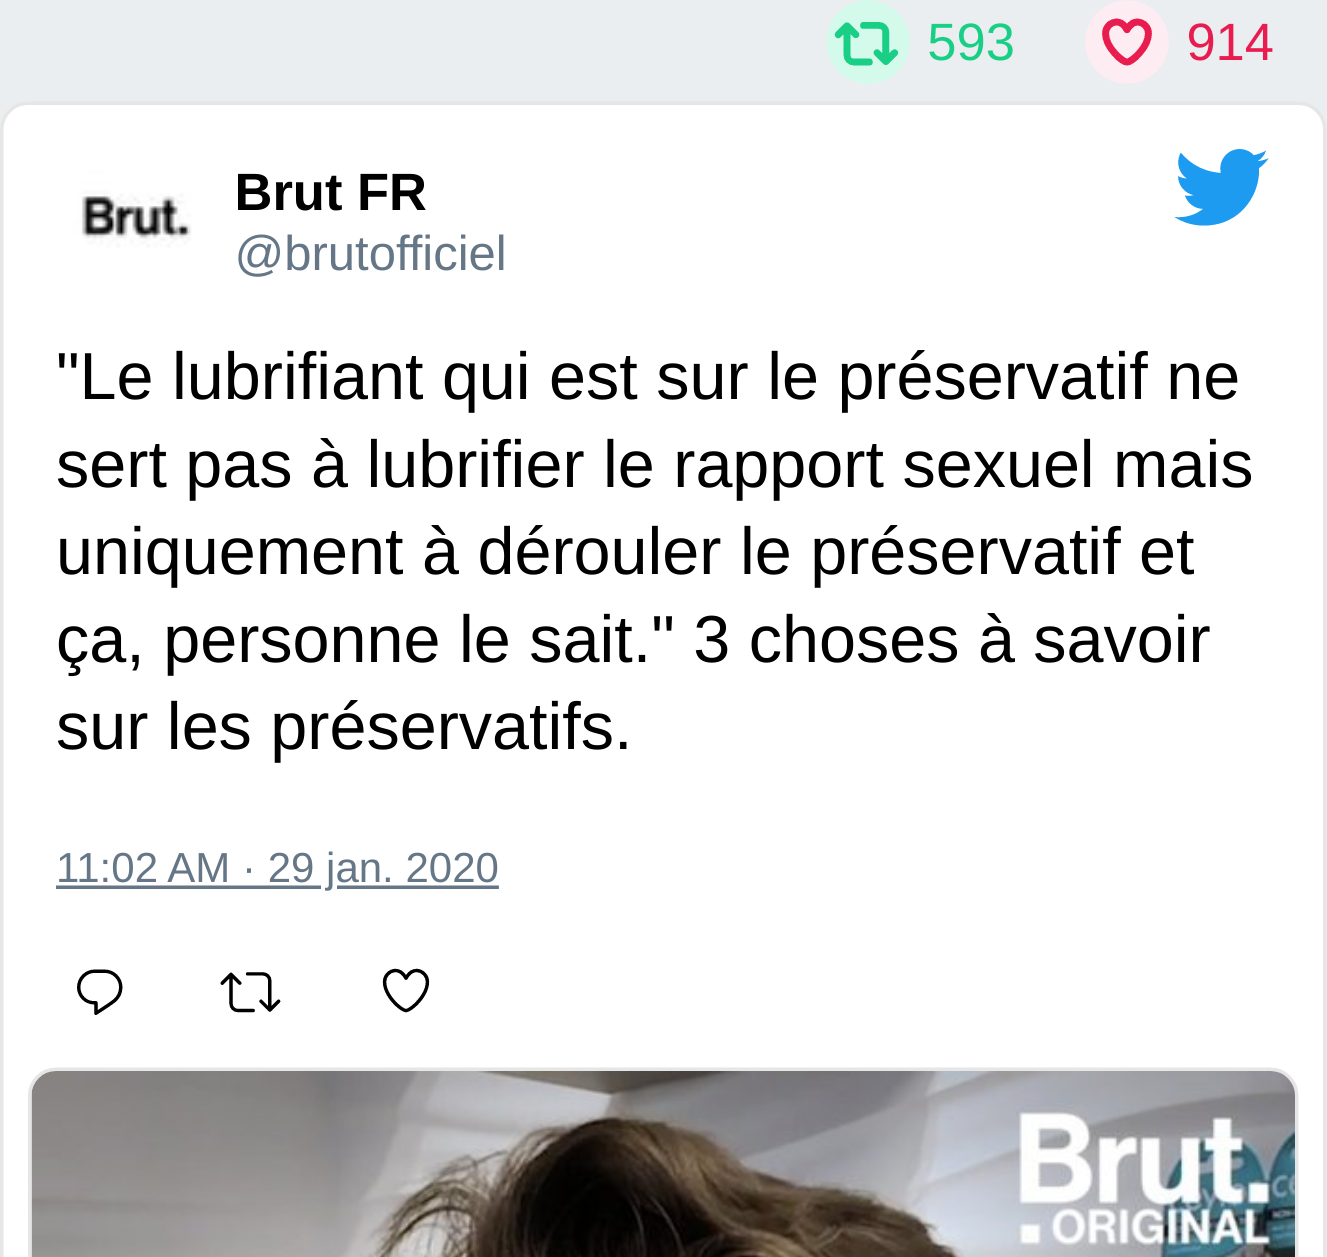 593 914
Brut.
Brut FR
@brutofficiel
"Le lubrifiant qui est sur le préservatif ne
sert pas à lubrifier le rapport sexuel mais
uniquement à dérouler le préservatif et
ça, personne le sait." 3 choses à savoir
sur les préservatifs.
11:02 AM · 29 jan. 2020
Brut.
ORIGINAL